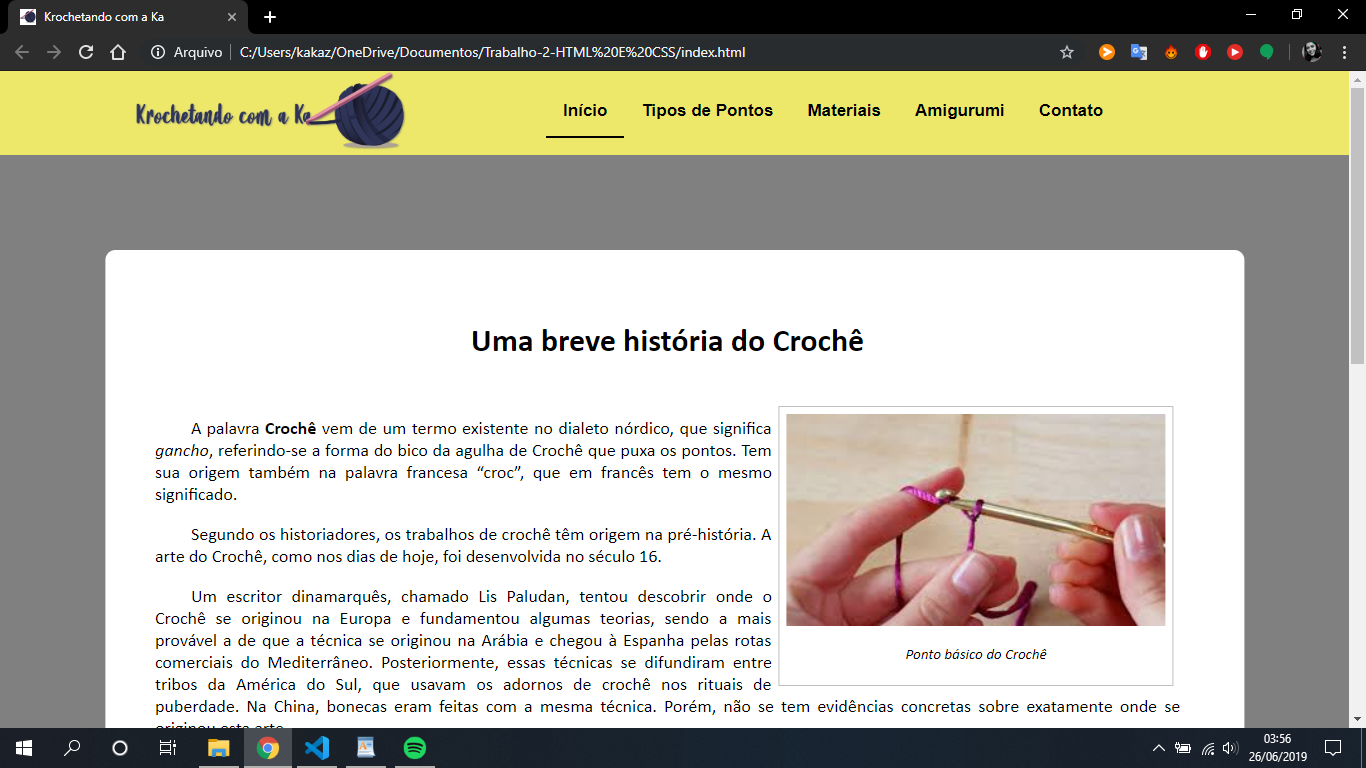 Krochetando com a Ka
Arquivo
C:/Users/kakaz/OneDrive/Documentos/Trabalho-2-HTML%20E%20CSS/index.html
Krochetando com a Ka
Início
Tipos de Pontos
Materiais
Amigurumi
Contato
Uma breve história do Crochê
A palavra Crochê vem de um termo existente no dialeto nórdico, que significa
gancho, referindo-se a forma do bico da agulha de Crochê que puxa os pontos. Tem
sua origem também na palavra francesa “croc”, que em francês tem o mesmo
significado.
Segundo os historiadores, os trabalhos de crochê têm origem na pré-história. A
arte do Crochê, como nos dias de hoje, foi desenvolvida no século 16.
Um escritor dinamarquês, chamado Lis Paludan, tentou descobrir onde o
Crochê se originou na Europa e fundamentou algumas teorias, sendo a mais
provável a de que a técnica se originou na Arábia e chegou à Espanha pelas rotas
comerciais do Mediterrâneo. Posteriormente, essas técnicas se difundiram entre
tribos da América do Sul, que usavam os adornos de crochê nos rituais de
puberdade. Na China, bonecas eram feitas com a mesma técnica. Porém, não se tem evidências concretas sobre exatamente onde se
originou esta arte.
Ponto básico do Crochê
03:56
26/06/2019